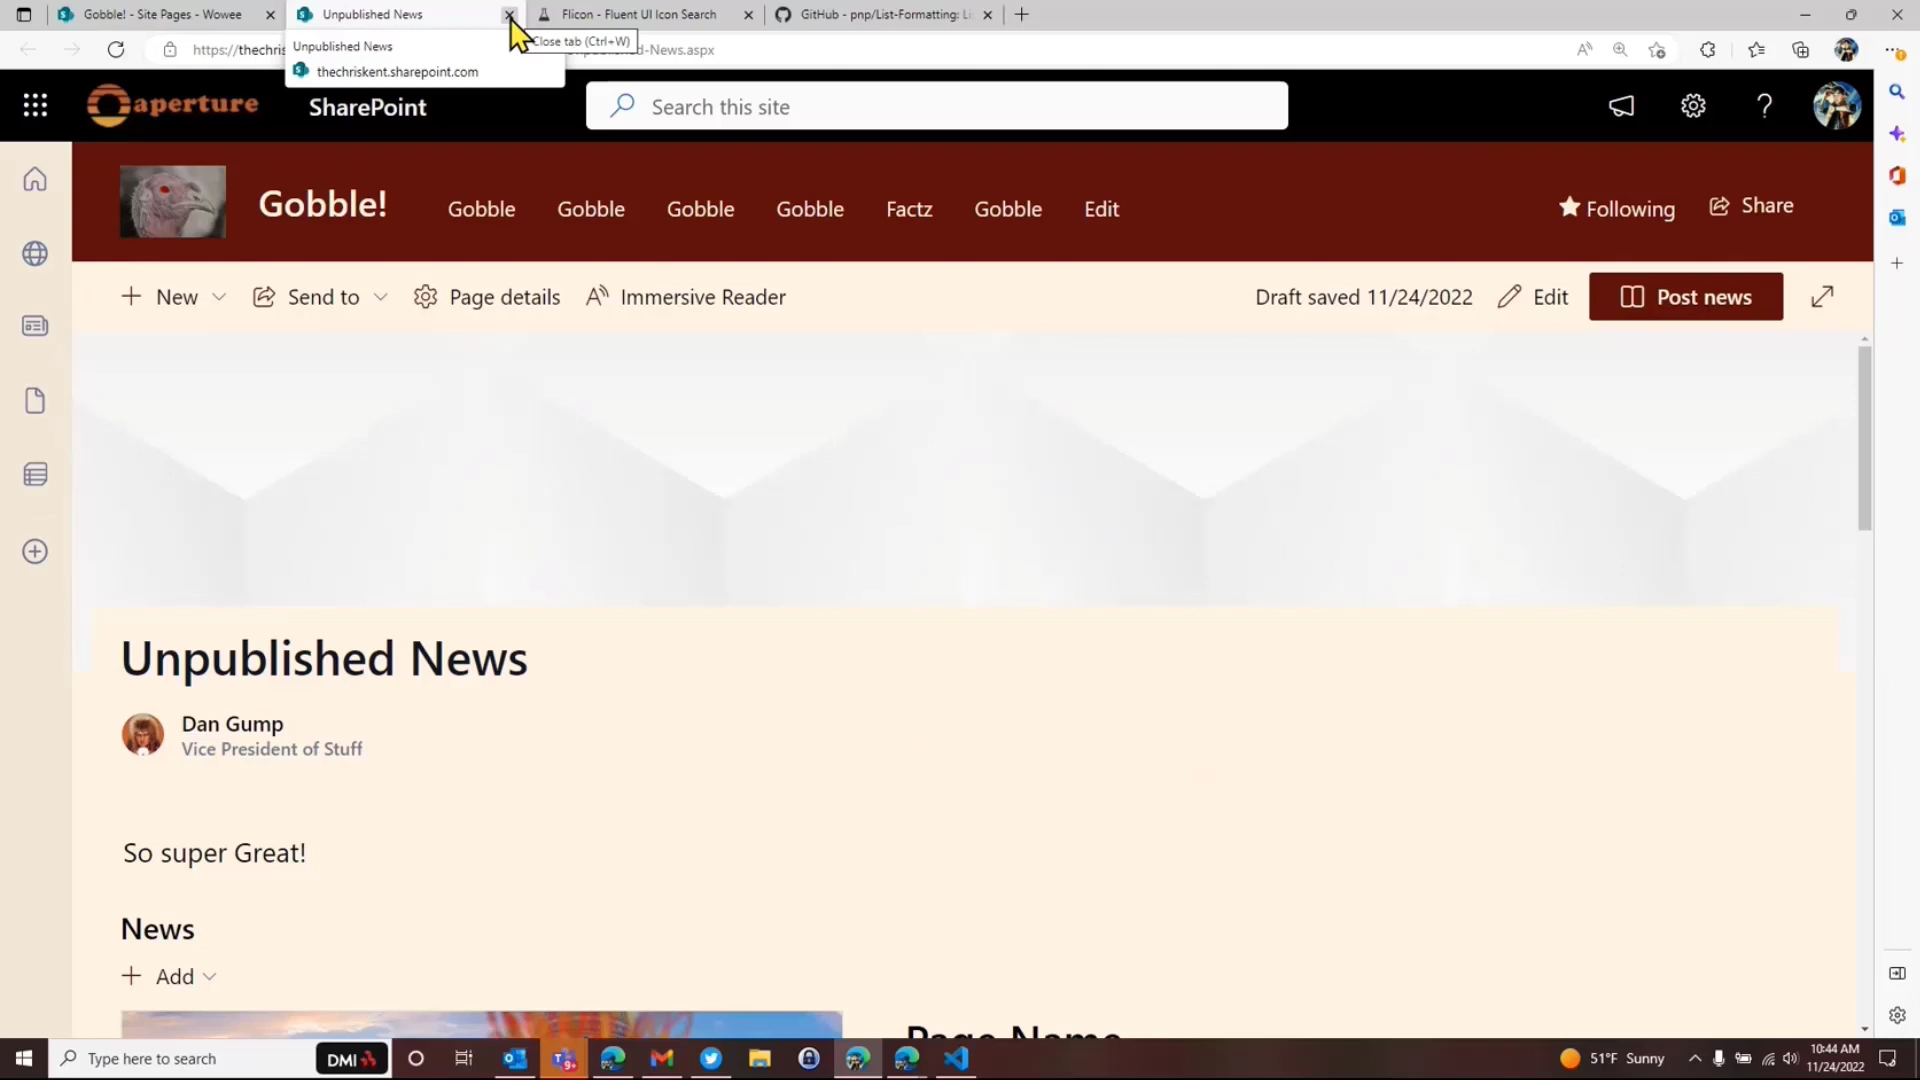 Gobble! - Site Pages - Wowee
Unpublished News
Flicon - Fluent UI Icon Search
GitHub - pnp/List-Formatting: Li
https://thechris
Unpublished News
Close tab (Ctrl+W)
-News.aspx
thechriskent.sharepoint.com
aperture
SharePoint
Search this site
Gobble!
Gobble
Gobble
Gobble
Gobble
Factz
Gobble
Edit
Following
Share
New
Send to
Page details
Immersive Reader
Draft saved 11/24/2022
Edit
Post news
Unpublished News
Dan Gump
Vice President of Stuff
So super Great!
News
Add
Page Name
Type here to search
DMI
9+
51°F Sunny
10:44 AM
11/24/2022